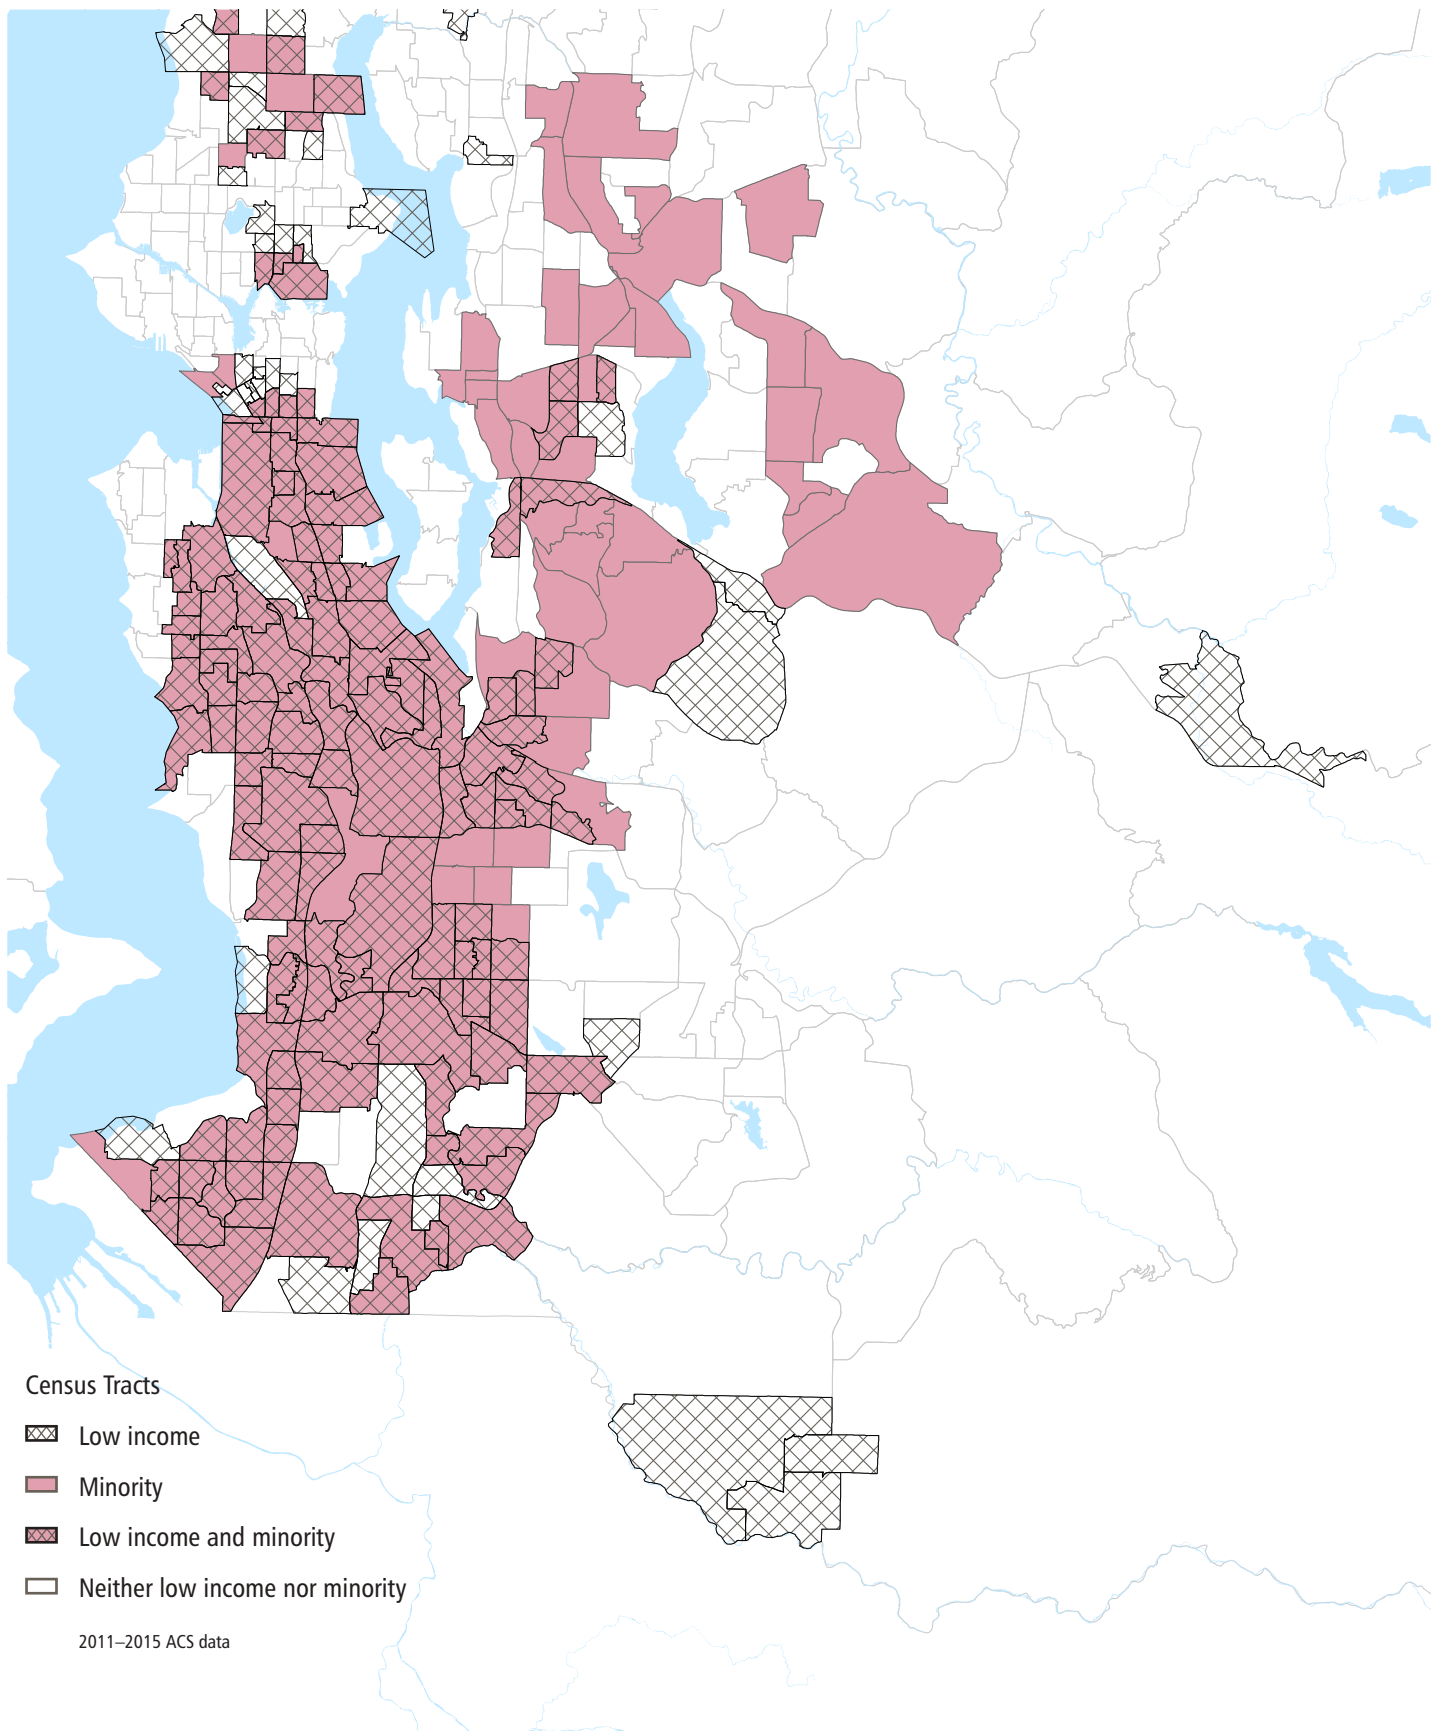 Census Tracts
Low income
Minority
Low income and minority
Neither low income nor minority
2011–2015 ACS data